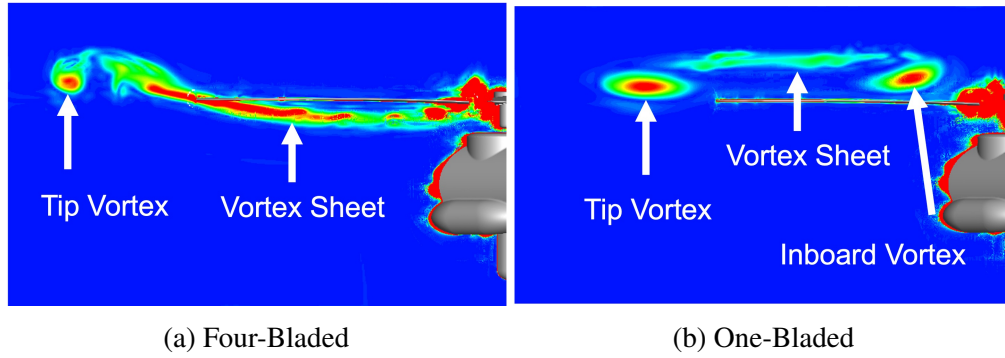 Tip Vortex
Vortex Sheet
Vortex Sheet
Tip Vortex
Inboard Vortex
(a) Four-Bladed
(b) One-Bladed